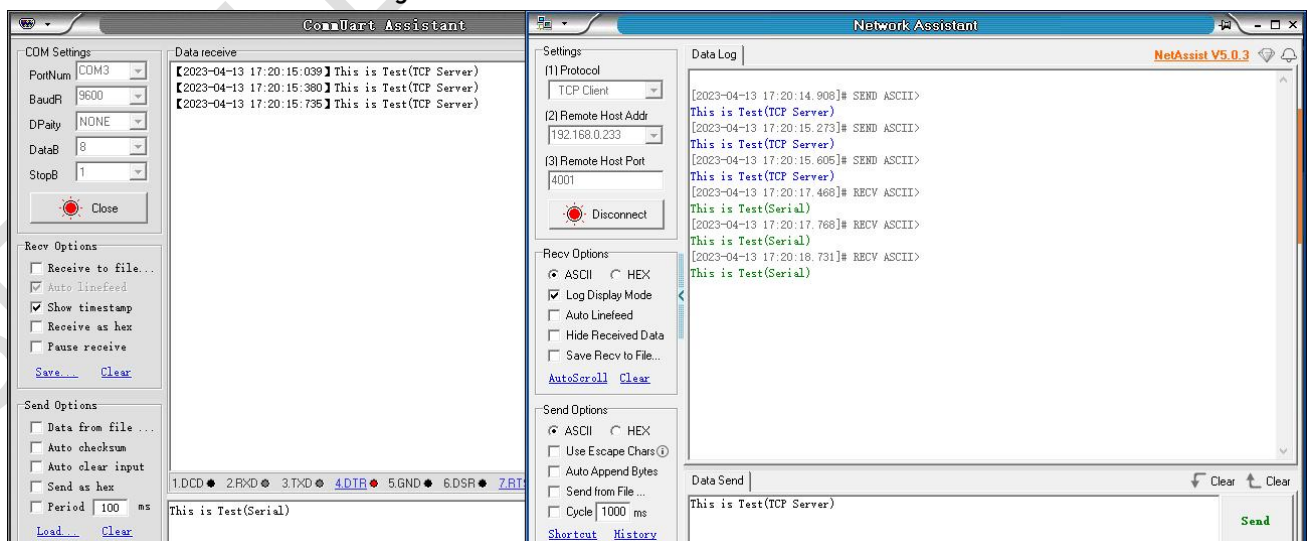 CommUart Assistant
COM Settings
PortNum COM3
BaudR 9600
DPaity NONE
DataB 8
StopB 1
Close
Recv Options
Receive to file...
Auto linefeed
Show timestamp
Receive as hex
Pause receive
Save... Clear
Send Options
Data from file ...
Auto checksum
Auto clear input
Send as hex
Period 100 ms
Load... Clear
Data receive
【2023-04-13 17:20:15:039】This is Test(TCP Server)
【2023-04-13 17:20:15:380】This is Test(TCP Server)
【2023-04-13 17:20:15:735】This is Test(TCP Server)
1.DCD 2.RXD 3.TXD 4.DTR 5.GND 6.DSR 7.RTS
This is Test(Serial)
Network Assistant
Settings
(1) Protocol
TCP Client
(2) Remote Host Addr
192.168.0.233
(3) Remote Host Port
4001
Disconnect
Recv Options
ASCII HEX
Log Display Mode
Auto Linefeed
Hide Received Data
Save Recv to File...
AutoScroll Clear
Send Options
ASCII HEX
Use Escape Chars
Auto Append Bytes
Send from File ...
Cycle 1000 ms
Shortcut History
Data Log
NetAssist V5.0.3
[2023-04-13 17:20:14.908]# SEND ASCII>
This is Test(TCP Server)
[2023-04-13 17:20:15.273]# SEND ASCII>
This is Test(TCP Server)
[2023-04-13 17:20:15.605]# SEND ASCII>
This is Test(TCP Server)
[2023-04-13 17:20:17.468]# RECV ASCII>
This is Test(Serial)
[2023-04-13 17:20:17.768]# RECV ASCII>
This is Test(Serial)
[2023-04-13 17:20:18.731]# RECV ASCII>
This is Test(Serial)
Data Send
Clear Clear
This is Test(TCP Server)
Send